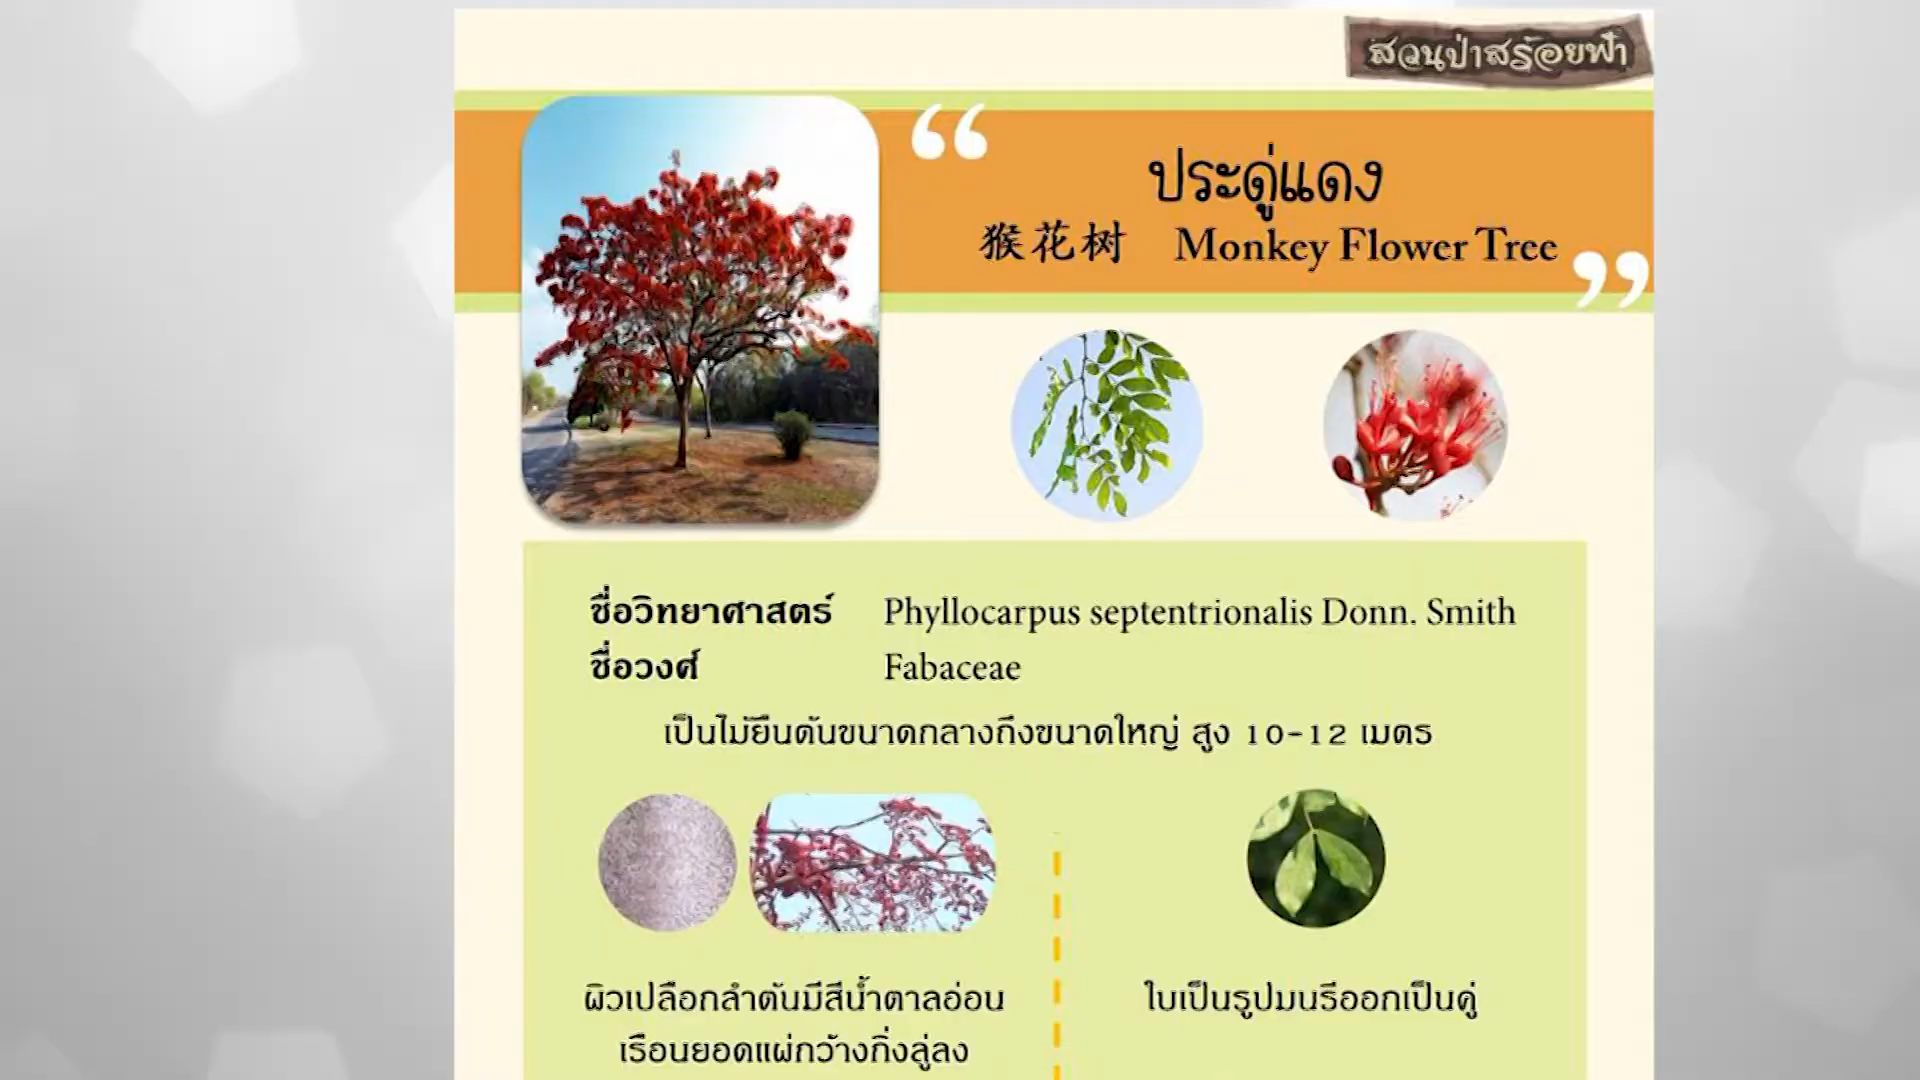 สวนป่าสร้อยฟ้า
“
ประดู่แดง
猴花树 Monkey Flower Tree
”
ชื่อวิทยาศาสตร์ Phyllocarpus septentrionalis Donn. Smith
ชื่อวงศ์ Fabaceae
เป็นไม้ยืนต้นขนาดกลางถึงขนาดใหญ่ สูง 10-12 เมตร
ผิวเปลือกลำต้นมีสีน้ำตาลอ่อน
เรือนยอดแผ่กว้างกิ่งลู่ลง
ใบเป็นรูปมนรีออกเป็นคู่